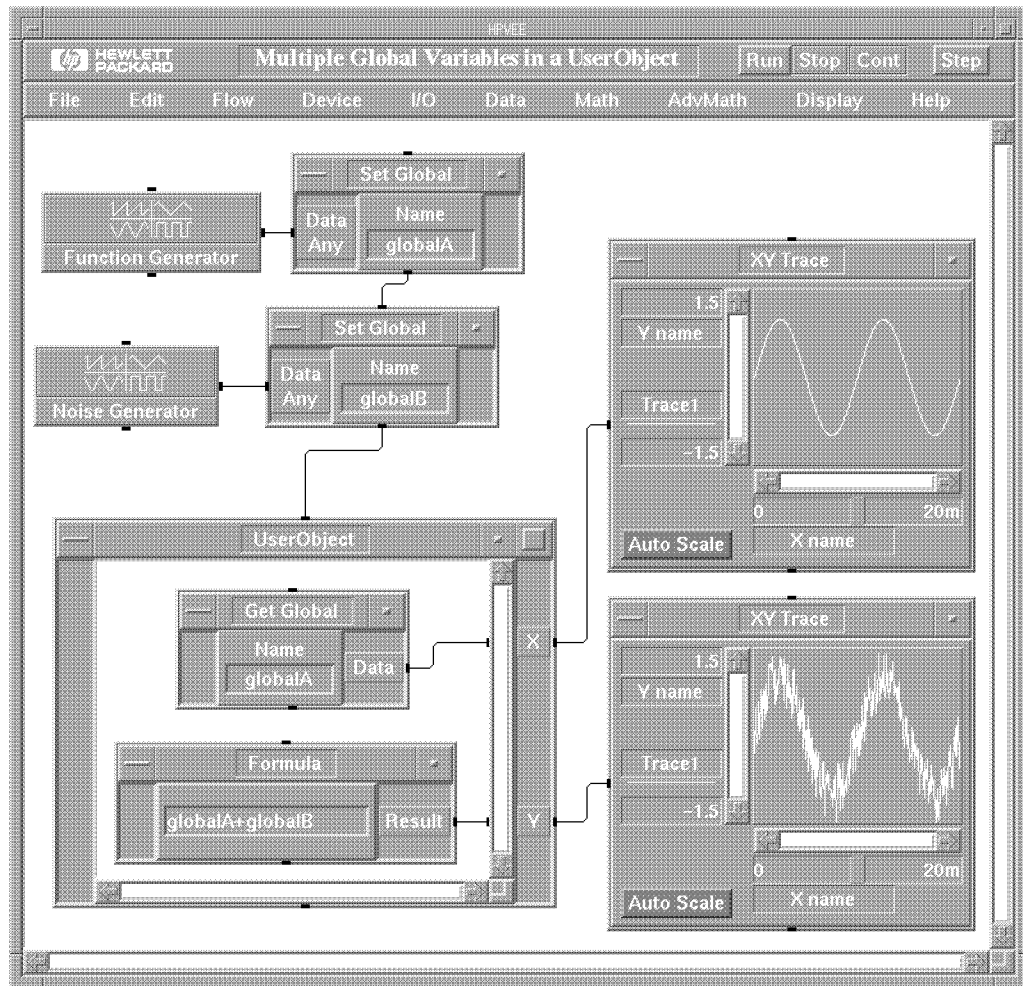 HPVEE
hp HEWLETT PACKARD
Multiple Global Variables in a UserObject
Run Stop Cont Step
File Edit Flow Device I/O Data Math AdvMath Display Help
Set Global
Data Any
Name
globalA
Function Generator
Set Global
Data Any
Name
globalB
Noise Generator
XY Trace
1.5
Y name
Trace1
-1.5
0 20m
Auto Scale
X name
UserObject
Get Global
Name
globalA
Data
X
Formula
globalA+globalB
Result
Y
XY Trace
1.5
Y name
Trace1
-1.5
0 20m
Auto Scale
X name